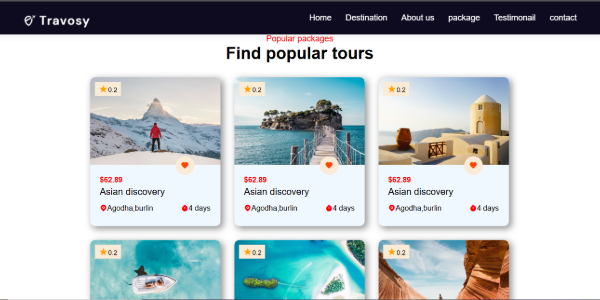 Travosy Home Destination About us package Testimonail contact
Popular packages
Find popular tours
0.2 0.2 0.2
$62.89 $62.89 $62.89
Asian discovery Asian discovery Asian discovery
Agodha,burlin 4 days Agodha,burlin 4 days Agodha,burlin 4 days
0.2 0.2 0.2